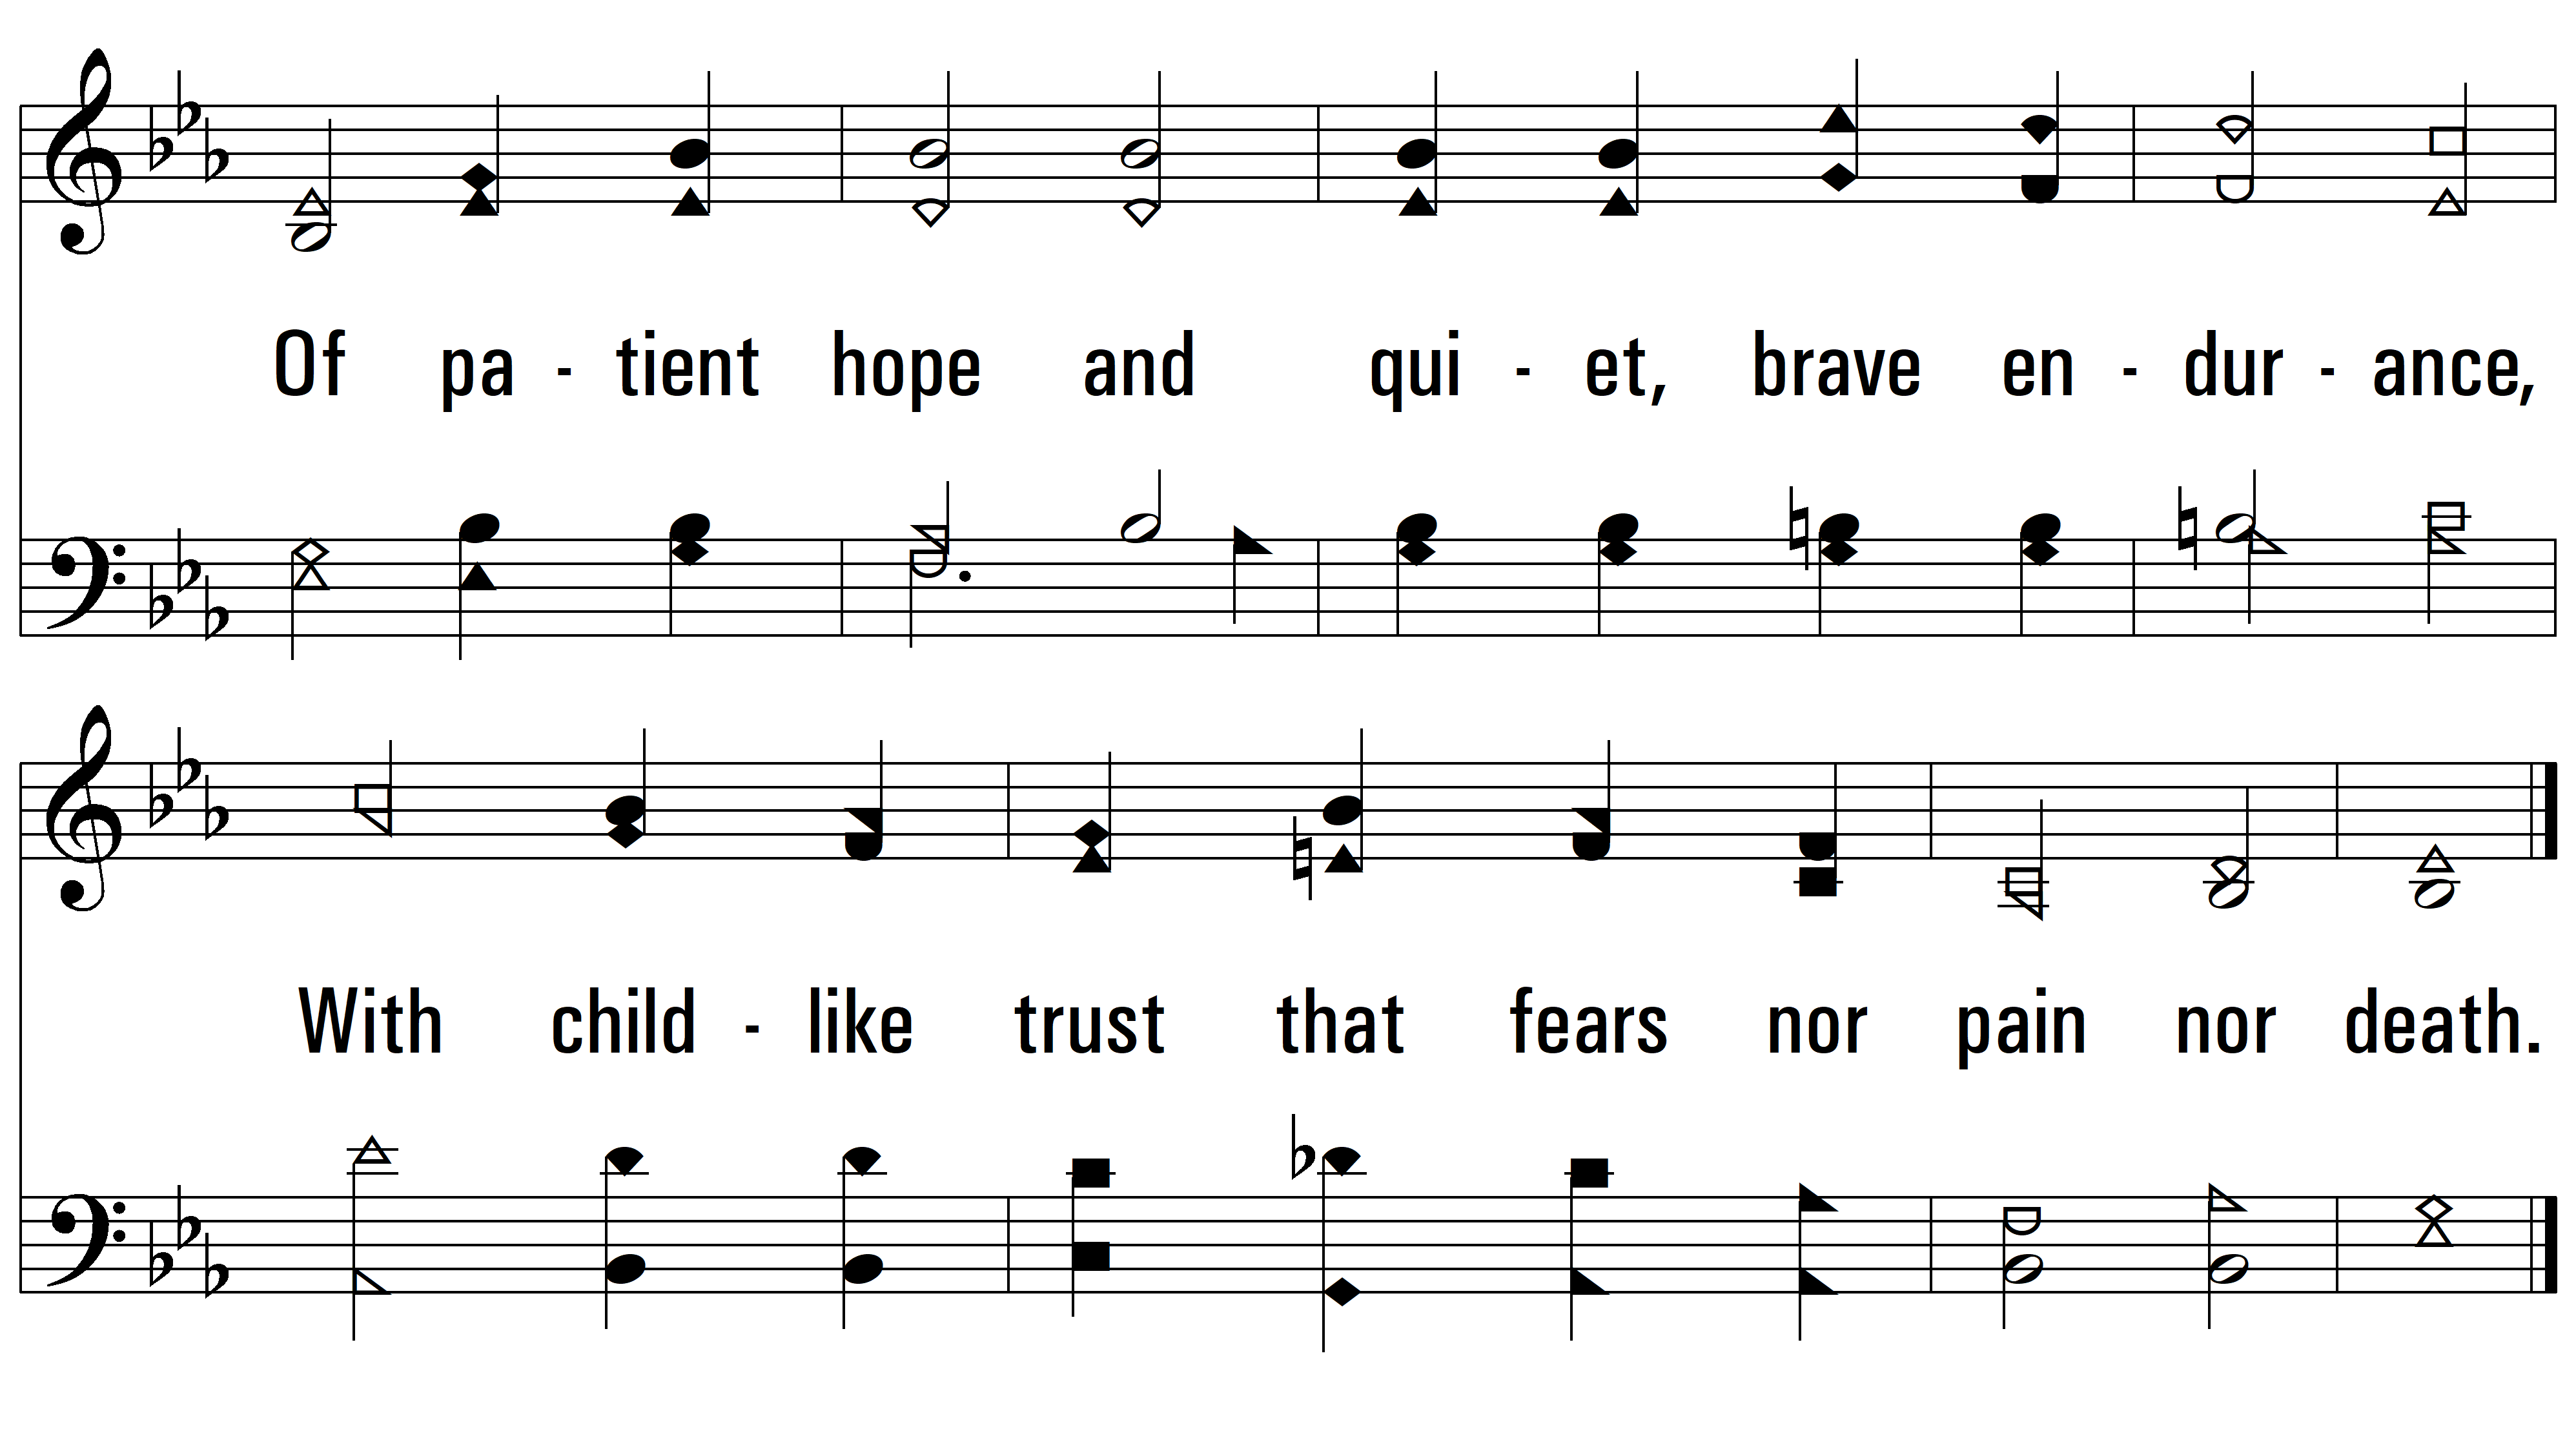 Of pa - tient hope and qui - et, brave en - dur - ance,
With child - like trust that fears nor pain nor death.